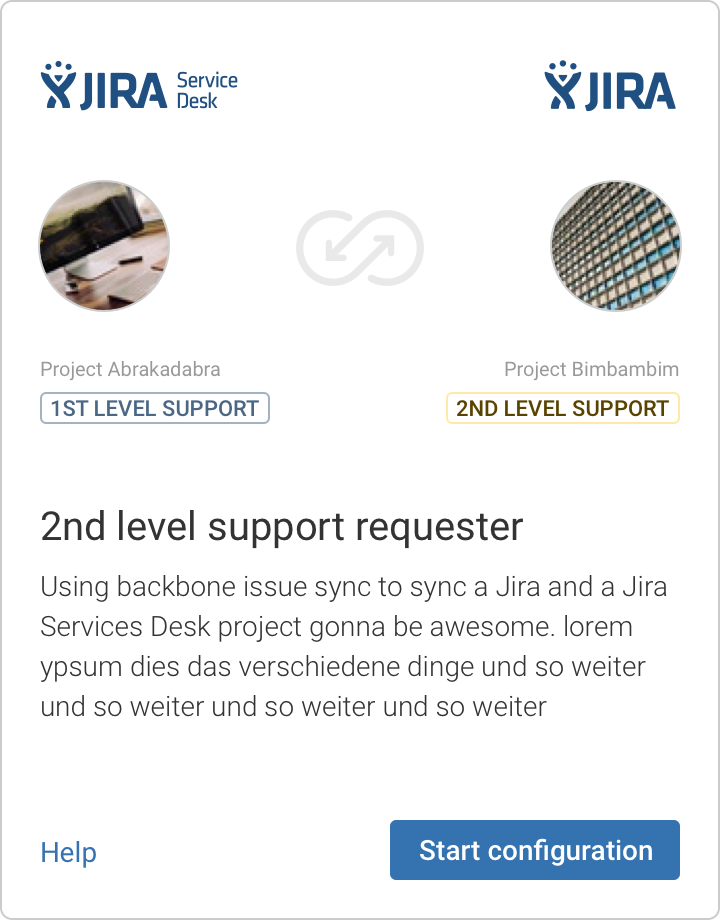 JIRA Service Desk
JIRA
Project Abrakadabra
Project Bimbambim
1ST LEVEL SUPPORT
2ND LEVEL SUPPORT
2nd level support requester
Using backbone issue sync to sync a Jira and a Jira
Services Desk project gonna be awesome. lorem
ypsum dies das verschiedene dinge und so weiter
und so weiter und so weiter und so weiter
Help
Start configuration